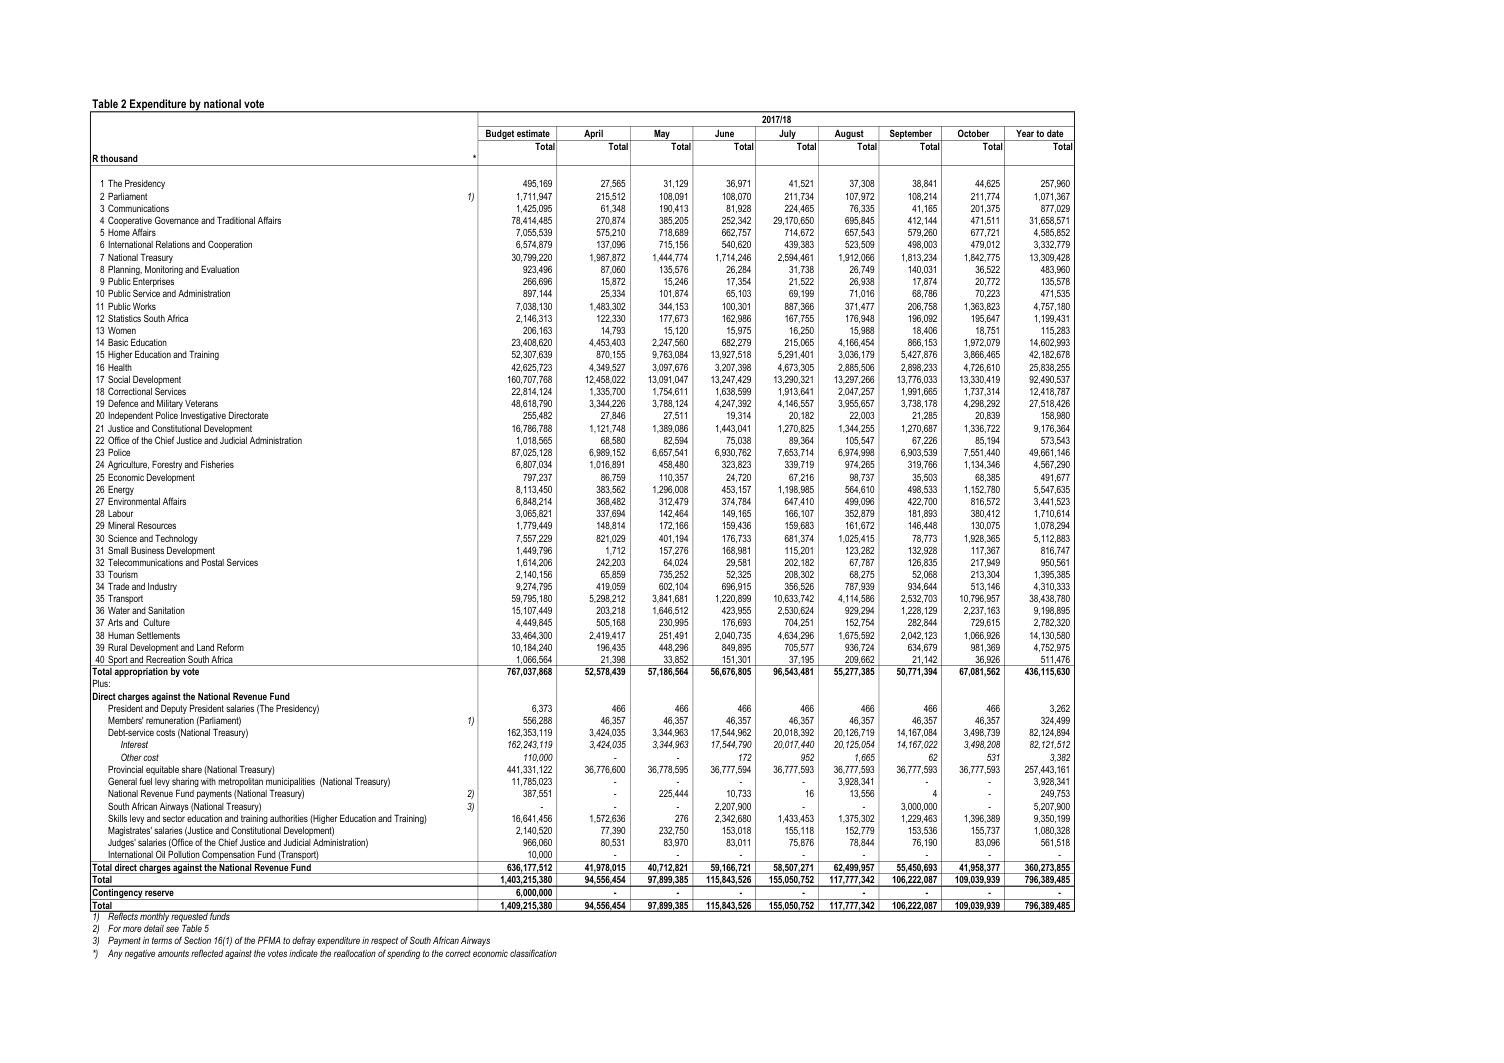 Table 2 Expenditure by national vote
2017/18
Budget estimate April May June July August September October Year to date
Total Total Total Total Total Total Total Total Total
R thousand *
1 The Presidency 495,169 27,565 31,129 36,971 41,521 37,308 38,841 44,625 257,960
2 Parliament 1) 1,711,947 215,512 108,091 108,070 211,734 107,972 108,214 211,774 1,071,367
3 Communications 1,425,095 61,348 190,413 81,928 224,465 76,335 41,165 201,375 877,029
4 Cooperative Governance and Traditional Affairs 78,414,485 270,874 385,205 252,342 29,170,650 695,845 412,144 471,511 31,658,571
5 Home Affairs 7,055,539 575,210 718,689 662,757 714,672 657,543 579,260 677,721 4,585,852
6 International Relations and Cooperation 6,574,879 137,096 715,156 540,620 439,383 523,509 498,003 479,012 3,332,779
7 National Treasury 30,799,220 1,987,872 1,444,774 1,714,246 2,594,461 1,912,066 1,813,234 1,842,775 13,309,428
8 Planning, Monitoring and Evaluation 923,496 87,060 135,576 26,284 31,738 26,749 140,031 36,522 483,960
9 Public Enterprises 266,696 15,872 15,246 17,354 21,522 26,938 17,874 20,772 135,578
10 Public Service and Administration 897,144 25,334 101,874 65,103 69,199 71,016 68,786 70,223 471,535
11 Public Works 7,038,130 1,483,302 344,153 100,301 887,366 371,477 206,758 1,363,823 4,757,180
12 Statistics South Africa 2,146,313 122,330 177,673 162,986 167,755 176,948 196,092 195,647 1,199,431
13 Women 206,163 14,793 15,120 15,975 16,250 15,988 18,406 18,751 115,283
14 Basic Education 23,408,620 4,453,403 2,247,560 682,279 215,065 4,166,454 866,153 1,972,079 14,602,993
15 Higher Education and Training 52,307,639 870,155 9,763,084 13,927,518 5,291,401 3,036,179 5,427,876 3,866,465 42,182,678
16 Health 42,625,723 4,349,527 3,097,676 3,207,398 4,673,305 2,885,506 2,898,233 4,726,610 25,838,255
17 Social Development 160,707,768 12,458,022 13,091,047 13,247,429 13,290,321 13,297,266 13,776,033 13,330,419 92,490,537
18 Correctional Services 22,814,124 1,335,700 1,754,611 1,638,599 1,913,641 2,047,257 1,991,665 1,737,314 12,418,787
19 Defence and Military Veterans 48,618,790 3,344,226 3,788,124 4,247,392 4,146,557 3,955,657 3,738,178 4,298,292 27,518,426
20 Independent Police Investigative Directorate 255,482 27,846 27,511 19,314 20,182 22,003 21,285 20,839 158,980
21 Justice and Constitutional Development 16,786,788 1,121,748 1,389,086 1,443,041 1,270,825 1,344,255 1,270,687 1,336,722 9,176,364
22 Office of the Chief Justice and Judicial Administration 1,018,565 68,580 82,594 75,038 89,364 105,547 67,226 85,194 573,543
23 Police 87,025,128 6,989,152 6,657,541 6,930,762 7,653,714 6,974,998 6,903,539 7,551,440 49,661,146
24 Agriculture, Forestry and Fisheries 6,807,034 1,016,891 458,480 323,823 339,719 974,265 319,766 1,134,346 4,567,290
25 Economic Development 797,237 86,759 110,357 24,720 67,216 98,737 35,503 68,385 491,677
26 Energy 8,113,450 383,562 1,296,008 453,157 1,198,985 564,610 498,533 1,152,780 5,547,635
27 Environmental Affairs 6,848,214 368,482 312,479 374,784 647,410 499,096 422,700 816,572 3,441,523
28 Labour 3,065,821 337,694 142,464 149,165 166,107 352,879 181,893 380,412 1,710,614
29 Mineral Resources 1,779,449 148,814 172,166 159,436 159,683 161,672 146,448 130,075 1,078,294
30 Science and Technology 7,557,229 821,029 401,194 176,733 681,374 1,025,415 78,773 1,928,365 5,112,883
31 Small Business Development 1,449,796 1,712 157,276 168,981 115,201 123,282 132,928 117,367 816,747
32 Telecommunications and Postal Services 1,614,206 242,203 64,024 29,581 202,182 67,787 126,835 217,949 950,561
33 Tourism 2,140,156 65,859 735,252 52,325 208,302 68,275 52,068 213,304 1,395,385
34 Trade and Industry 9,274,795 419,059 602,104 696,915 356,526 787,939 934,644 513,146 4,310,333
35 Transport 59,795,180 5,298,212 3,841,681 1,220,899 10,633,742 4,114,586 2,532,703 10,796,957 38,438,780
36 Water and Sanitation 15,107,449 203,218 1,646,512 423,955 2,530,624 929,294 1,228,129 2,237,163 9,198,895
37 Arts and Culture 4,449,845 505,168 230,995 176,693 704,251 152,754 282,844 729,615 2,782,320
38 Human Settlements 33,464,300 2,419,417 251,491 2,040,735 4,634,296 1,675,592 2,042,123 1,066,926 14,130,580
39 Rural Development and Land Reform 10,184,240 196,435 448,296 849,895 705,577 936,724 634,679 981,369 4,752,975
40 Sport and Recreation South Africa 1,066,564 21,398 33,852 151,301 37,195 209,662 21,142 36,926 511,476
Total appropriation by vote 767,037,868 52,578,439 57,186,564 56,676,805 96,543,481 55,277,385 50,771,394 67,081,562 436,115,630
Plus:
Direct charges against the National Revenue Fund
President and Deputy President salaries (The Presidency) 6,373 466 466 466 466 466 466 466 3,262
Members' remuneration (Parliament) 1) 556,288 46,357 46,357 46,357 46,357 46,357 46,357 46,357 324,499
Debt-service costs (National Treasury) 162,353,119 3,424,035 3,344,963 17,544,962 20,018,392 20,126,719 14,167,084 3,498,739 82,124,894
Interest 162,243,119 3,424,035 3,344,963 17,544,790 20,017,440 20,125,054 14,167,022 3,498,208 82,121,512
Other cost 110,000 - - 172 952 1,665 62 531 3,382
Provincial equitable share (National Treasury) 441,331,122 36,776,600 36,778,595 36,777,594 36,777,593 36,777,593 36,777,593 36,777,593 257,443,161
General fuel levy sharing with metropolitan municipalities (National Treasury) 11,785,023 - - - - 3,928,341 - - 3,928,341
National Revenue Fund payments (National Treasury) 2) 387,551 - 225,444 10,733 16 13,556 4 - 249,753
South African Airways (National Treasury) 3) - - - 2,207,900 - - 3,000,000 - 5,207,900
Skills levy and sector education and training authorities (Higher Education and Training) 16,641,456 1,572,636 276 2,342,680 1,433,453 1,375,302 1,229,463 1,396,389 9,350,199
Magistrates' salaries (Justice and Constitutional Development) 2,140,520 77,390 232,750 153,018 155,118 152,779 153,536 155,737 1,080,328
Judges' salaries (Office of the Chief Justice and Judicial Administration) 966,060 80,531 83,970 83,011 75,876 78,844 76,190 83,096 561,518
International Oil Pollution Compensation Fund (Transport) 10,000 - - - - - - - -
Total direct charges against the National Revenue Fund 636,177,512 41,978,015 40,712,821 59,166,721 58,507,271 62,499,957 55,450,693 41,958,377 360,273,855
Total 1,403,215,380 94,556,454 97,899,385 115,843,526 155,050,752 117,777,342 106,222,087 109,039,939 796,389,485
Contingency reserve 6,000,000 - - - - - - - -
Total 1,409,215,380 94,556,454 97,899,385 115,843,526 155,050,752 117,777,342 106,222,087 109,039,939 796,389,485
1) Reflects monthly requested funds
2) For more detail see Table 5
3) Payment in terms of Section 16(1) of the PFMA to defray expenditure in respect of South African Airways
*) Any negative amounts reflected against the votes indicate the reallocation of spending to the correct economic classification